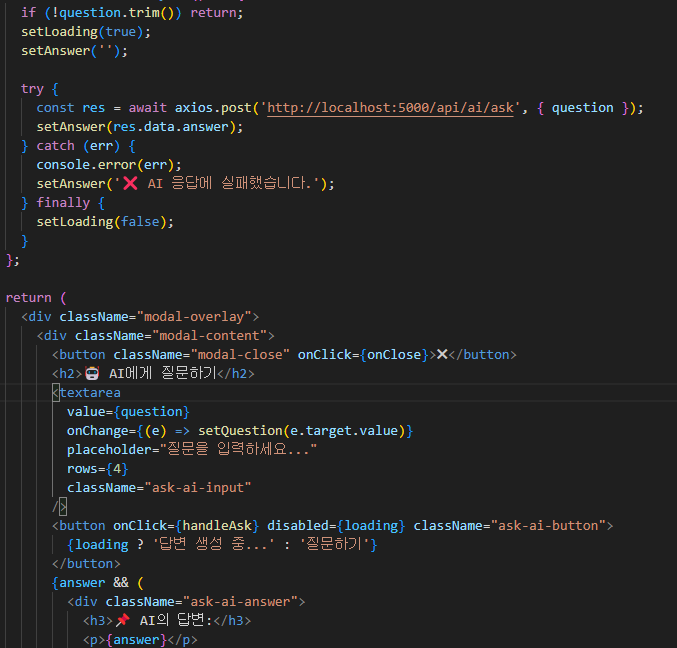 if (!question.trim()) return;
setLoading(true);
setAnswer('');
try {
const res = await axios.post('http://localhost:5000/api/ai/ask', { question });
setAnswer(res.data.answer);
} catch (err) {
console.error(err);
setAnswer('❌ AI 응답에 실패했습니다.');
} finally {
setLoading(false);
}
};
return (
<div className="modal-overlay">
<div className="modal-content">
<button className="modal-close" onClick={onClose}>❌</button>
<h2>🤖 AI에게 질문하기</h2>
<textarea
value={question}
onChange={(e) => setQuestion(e.target.value)}
placeholder="질문을 입력하세요..."
rows={4}
className="ask-ai-input"
/>
<button onClick={handleAsk} disabled={loading} className="ask-ai-button">
{loading ? '답변 생성 중...' : '질문하기'}
</button>
{answer && (
<div className="ask-ai-answer">
<h3>📌 AI의 답변:</h3>
<p>{answer}</p>